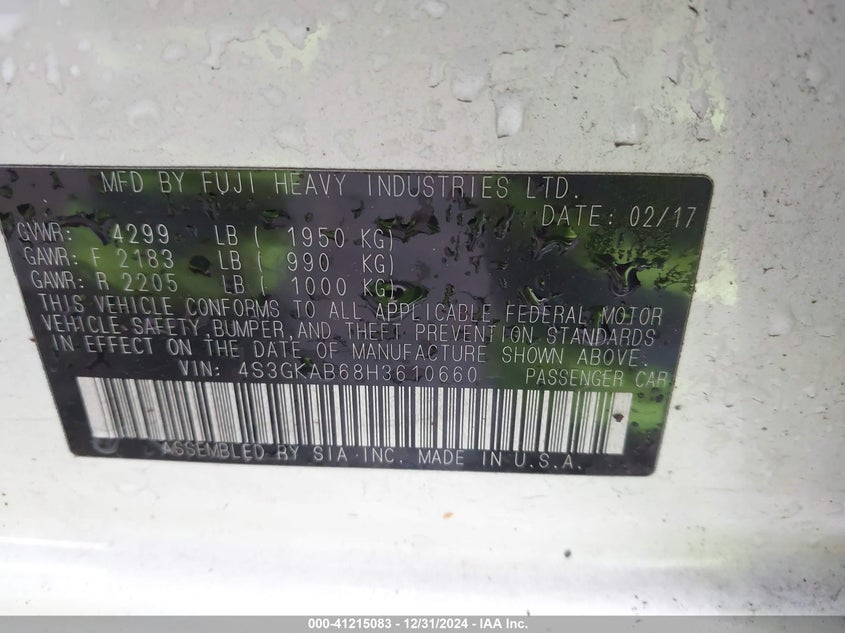 MFD BY FUJI HEAVY INDUSTRIES LTD.
DATE: 02/17
GVWR: 4299 LB ( 1950 KG)
GAWR: F 2183 LB ( 990 KG)
GAWR: R 2205 LB ( 1000 KG)
THIS VEHICLE CONFORMS TO ALL APPLICABLE FEDERAL MOTOR
VEHICLE SAFETY, BUMPER, AND THEFT PREVENTION STANDARDS
IN EFFECT ON THE DATE OF MANUFACTURE SHOWN ABOVE.
VIN: 4S3GKAB68H3610660 PASSENGER CAR
ASSEMBLED BY SIA INC. MADE IN U.S.A.
000-41215083 - 12/31/2024 - IAA Inc.